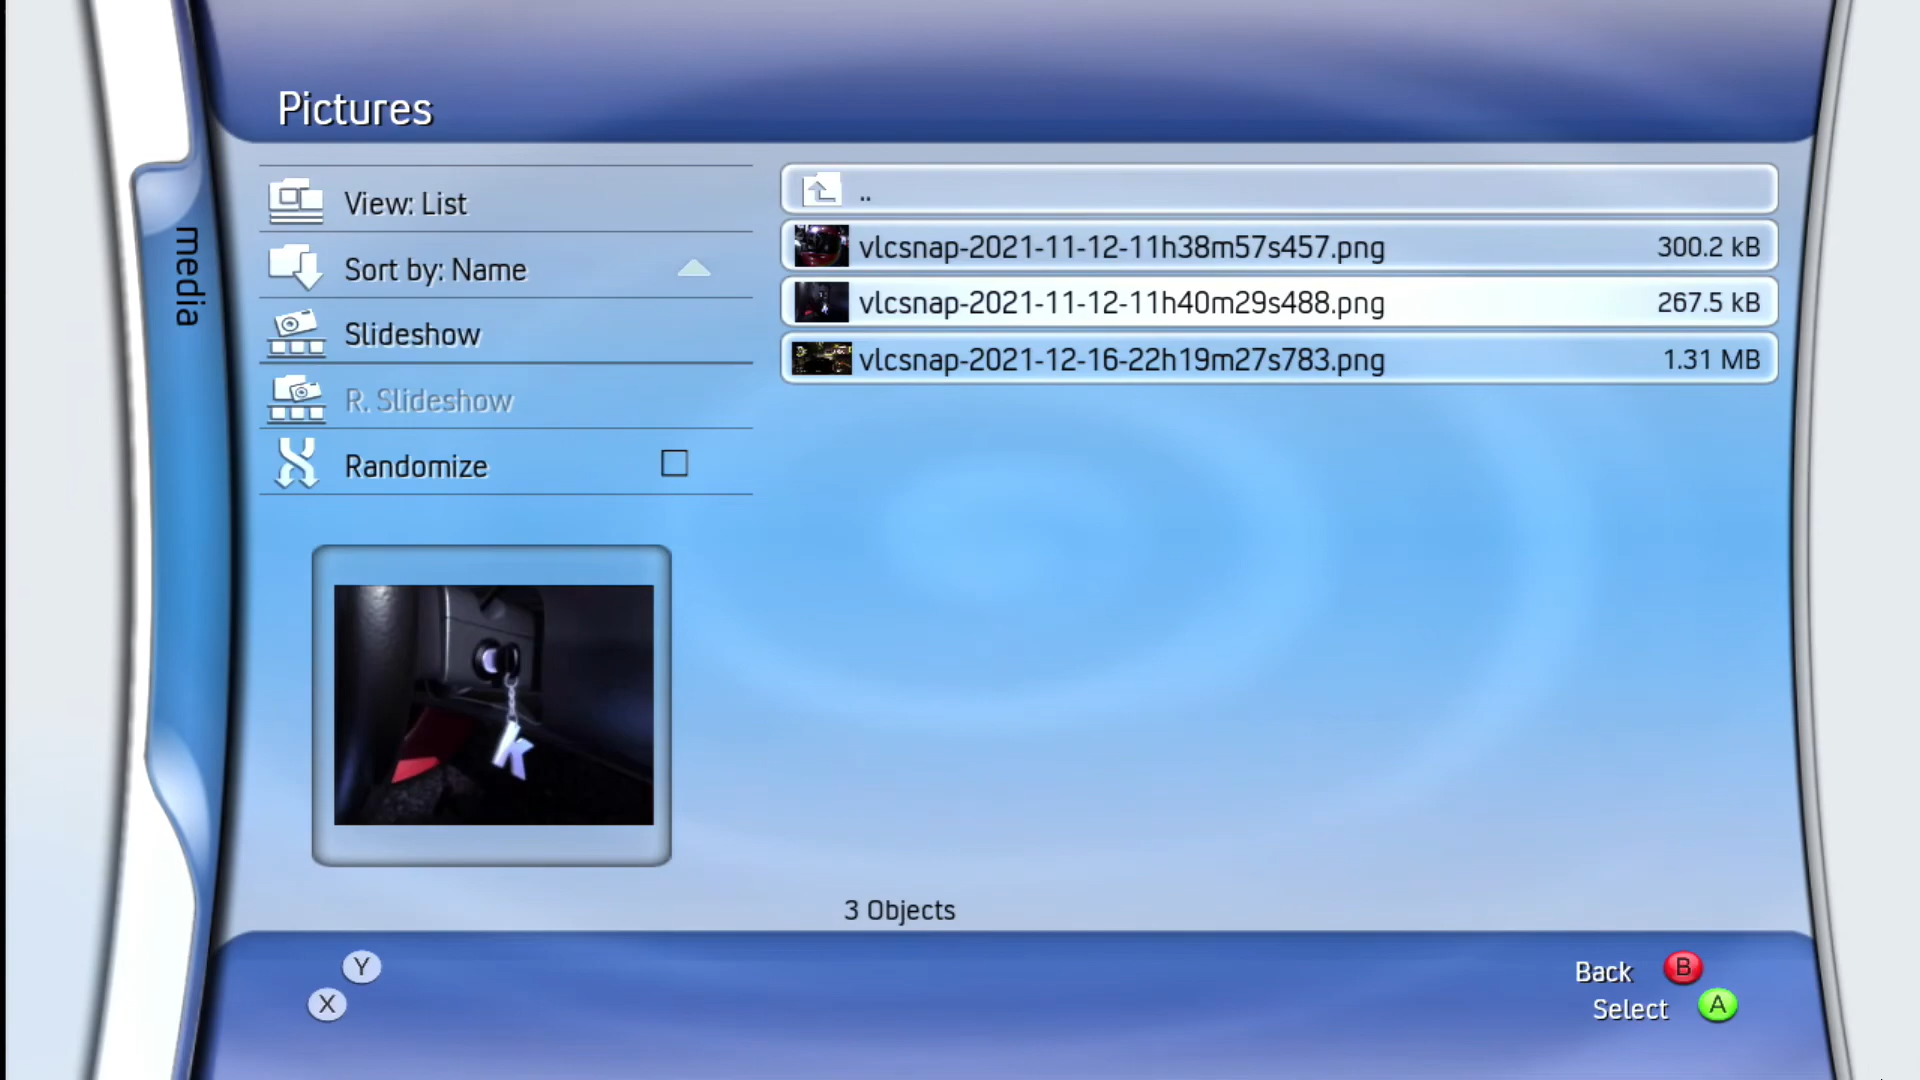 Pictures
media
View: List
Sort by: Name
Slideshow
R. Slideshow
Randomize
..
vlcsnap-2021-11-12-11h38m57s457.png 300.2 kB
vlcsnap-2021-11-12-11h40m29s488.png 267.5 kB
vlcsnap-2021-12-16-22h19m27s783.png 1.31 MB
k
3 Objects
Y
X
Back B
Select A